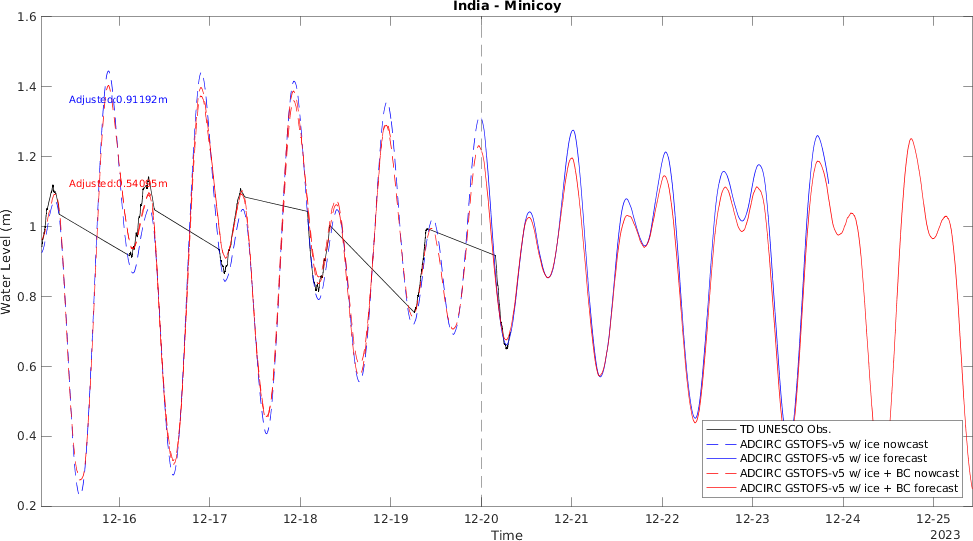 India - Minicoy
1.6
1.4
1.2
1
0.8
0.6
0.4
0.2
Water Level (m)
Adjusted:0.91192m
TD UNESCO Obs.
ADCIRC GSTOFS-v5 w/ ice nowcast
ADCIRC GSTOFS-v5 w/ ice forecast
ADCIRC GSTOFS-v5 w/ ice + BC nowcast
ADCIRC GSTOFS-v5 w/ ice + BC forecast
12-16
12-17
12-18
12-19
12-20
12-21
12-22
12-23
12-24
12-25
Time
2023